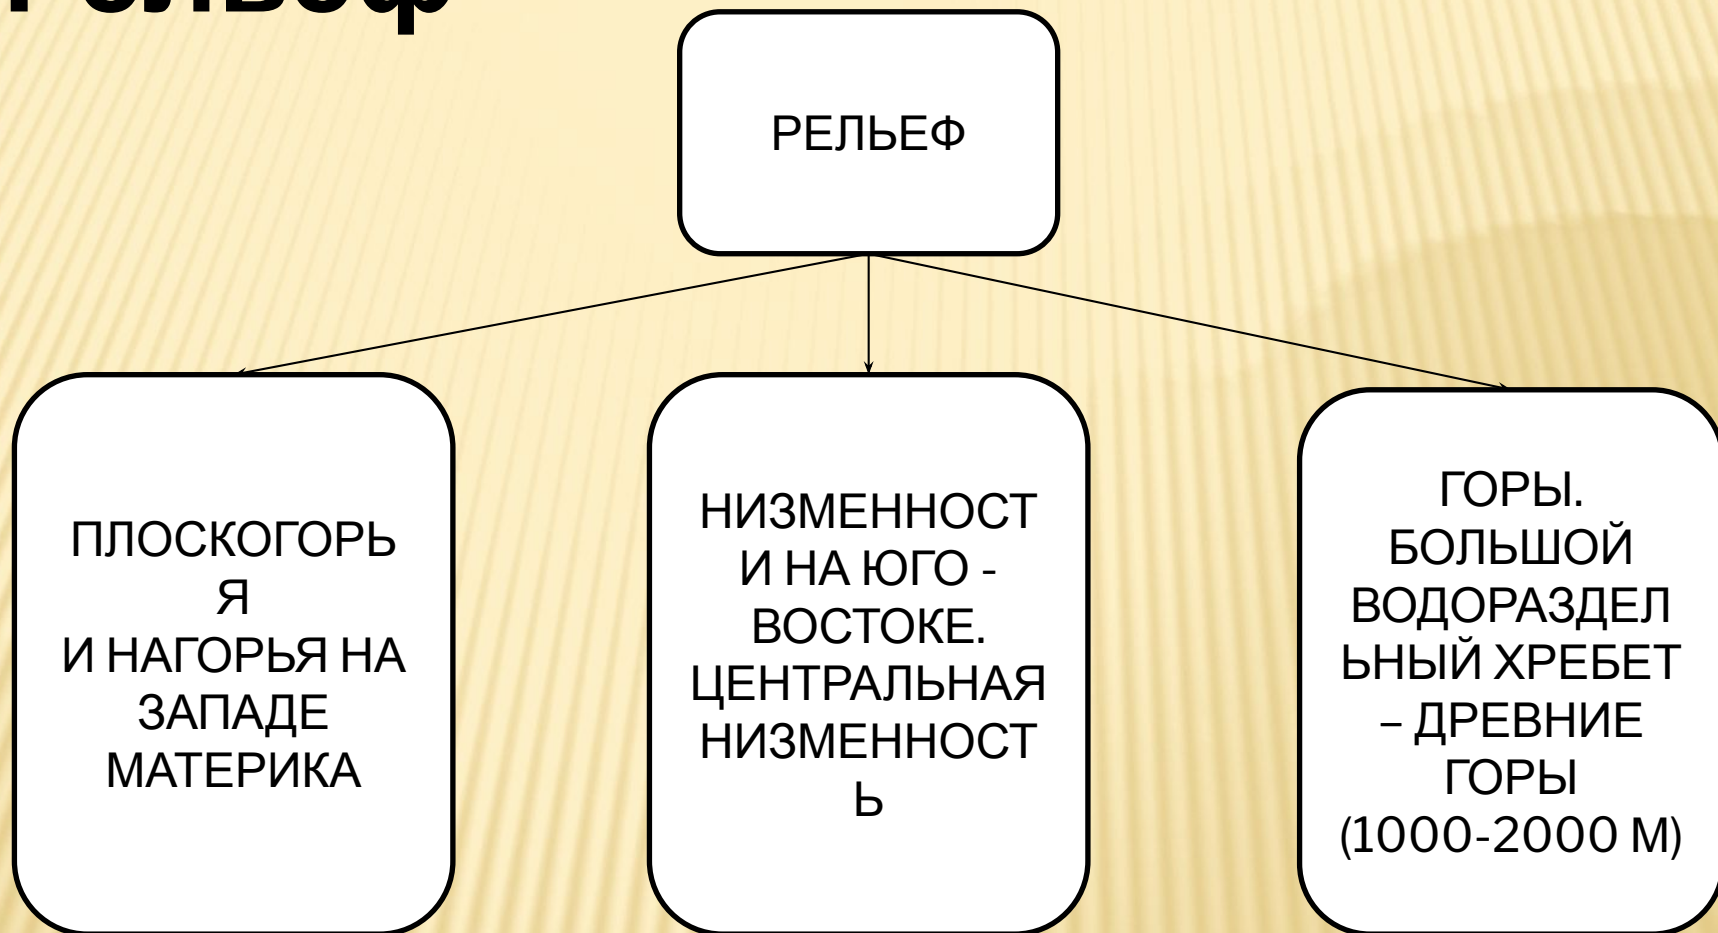 Рельеф
РЕЛЬЕФ
ПЛОСКОГОРЬ
Я
И НАГОРЬЯ НА
ЗАПАДЕ
МАТЕРИКА
НИЗМЕННОСТ
И НА ЮГО -
ВОСТОКЕ.
ЦЕНТРАЛЬНАЯ
НИЗМЕННОСТ
Ь
ГОРЫ.
БОЛЬШОЙ
ВОДОРАЗДЕЛ
ЬНЫЙ ХРЕБЕТ
– ДРЕВНИЕ
ГОРЫ
(1000-2000 М)